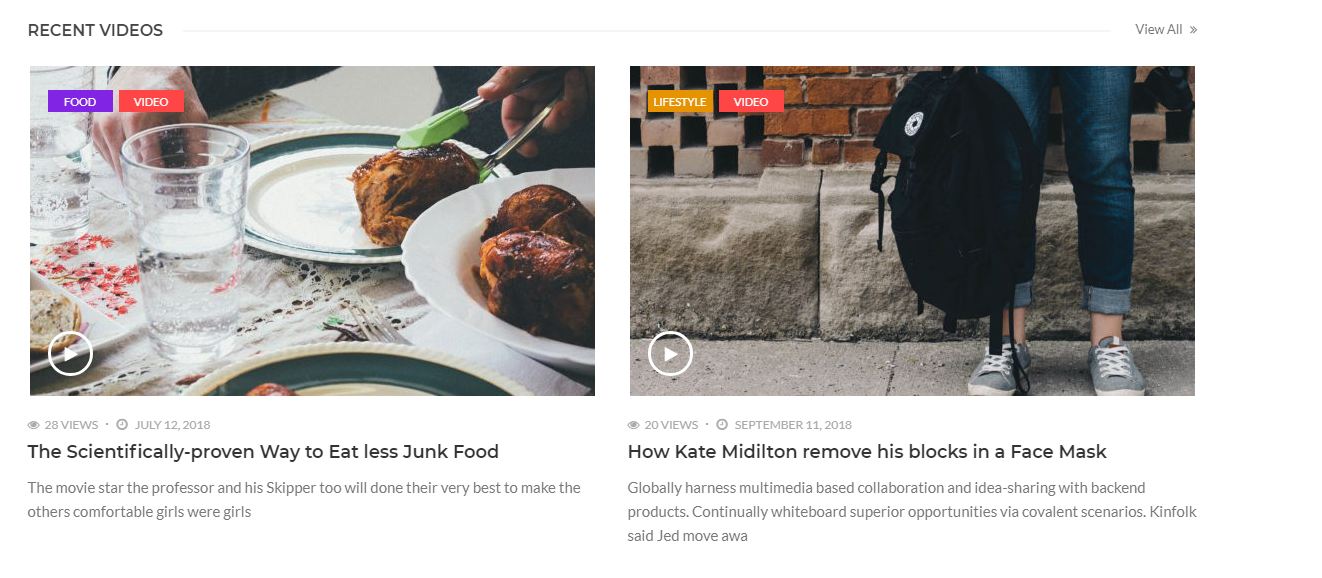 RECENT VIDEOS
View All »
FOOD
VIDEO
LIFESTYLE
VIDEO
28 VIEWS · JULY 12, 2018
The Scientifically-proven Way to Eat less Junk Food
The movie star the professor and his Skipper too will done their very best to make the
others comfortable girls were girls
20 VIEWS · SEPTEMBER 11, 2018
How Kate Midilton remove his blocks in a Face Mask
Globally harness multimedia based collaboration and idea-sharing with backend
products. Continually whiteboard superior opportunities via covalent scenarios. Kinfolk
said Jed move awa